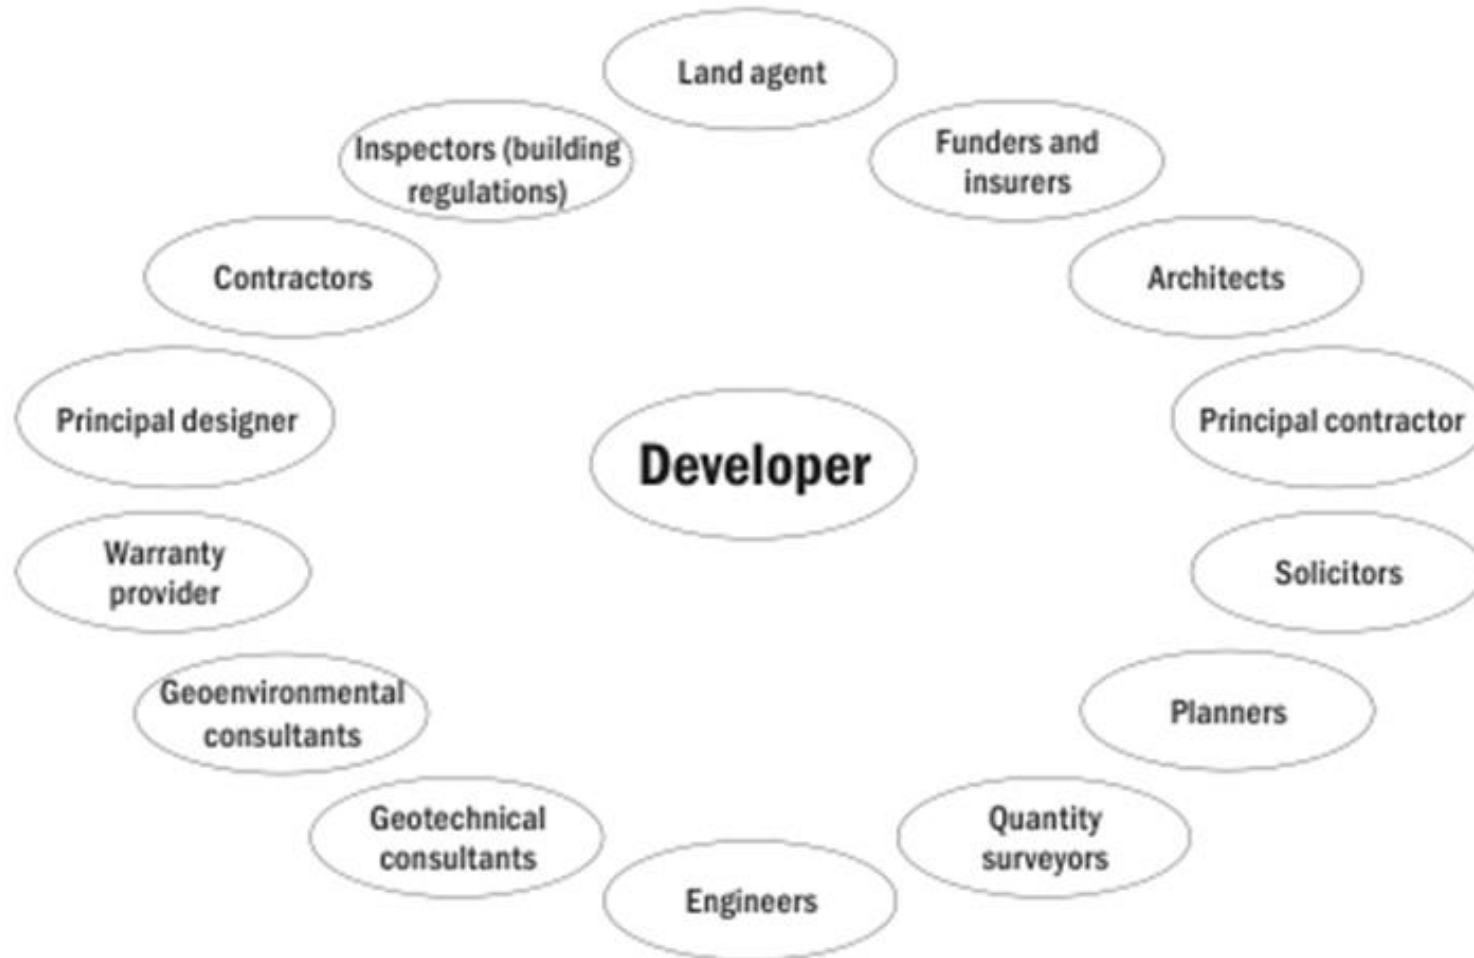 Land agent
Inspectors (building
regulations)
Funders and
insurers
Contractors
Architects
Principal designer
Developer
Principal contractor
Warranty
provider
Solicitors
Geoenvironmental
consultants
Planners
Geotechnical
consultants
Quantity
surveyors
Engineers